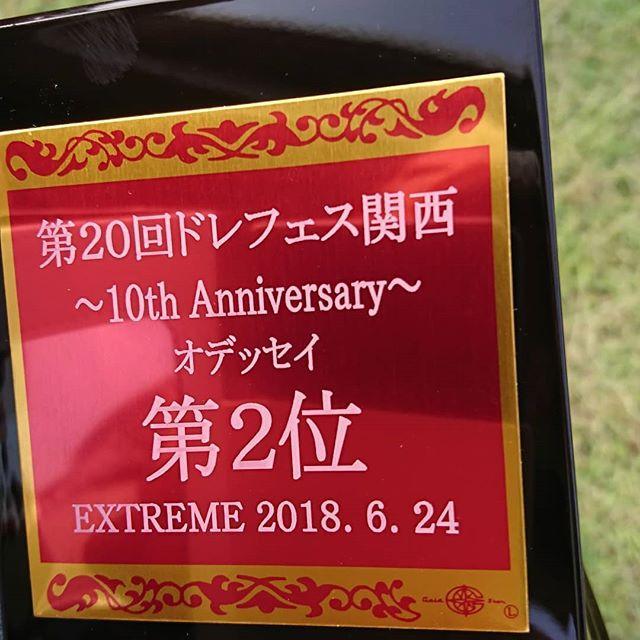 第20回ドレフェス関西
～10th Anniversary～
オデッセイ
第2位
EXTREME 2018. 6. 24